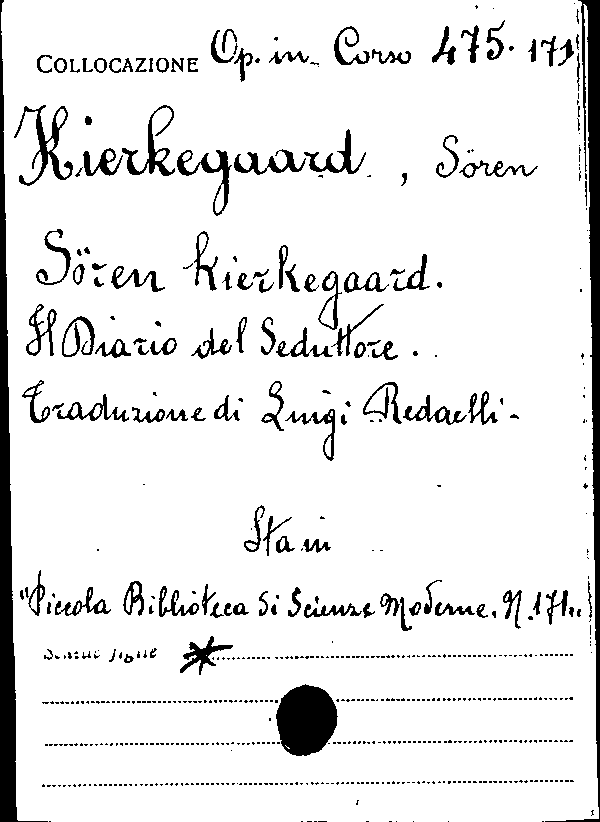 COLLOCAZIONE Op. in Corso 475. 171
Kierkegaard, Sören
Sören Kierkegaard.
Il Diario del Seduttore.
Traduzione di Luigi Redaelli.
Sta in
"Piccola Biblioteca di Scienze Moderne. N. 171"